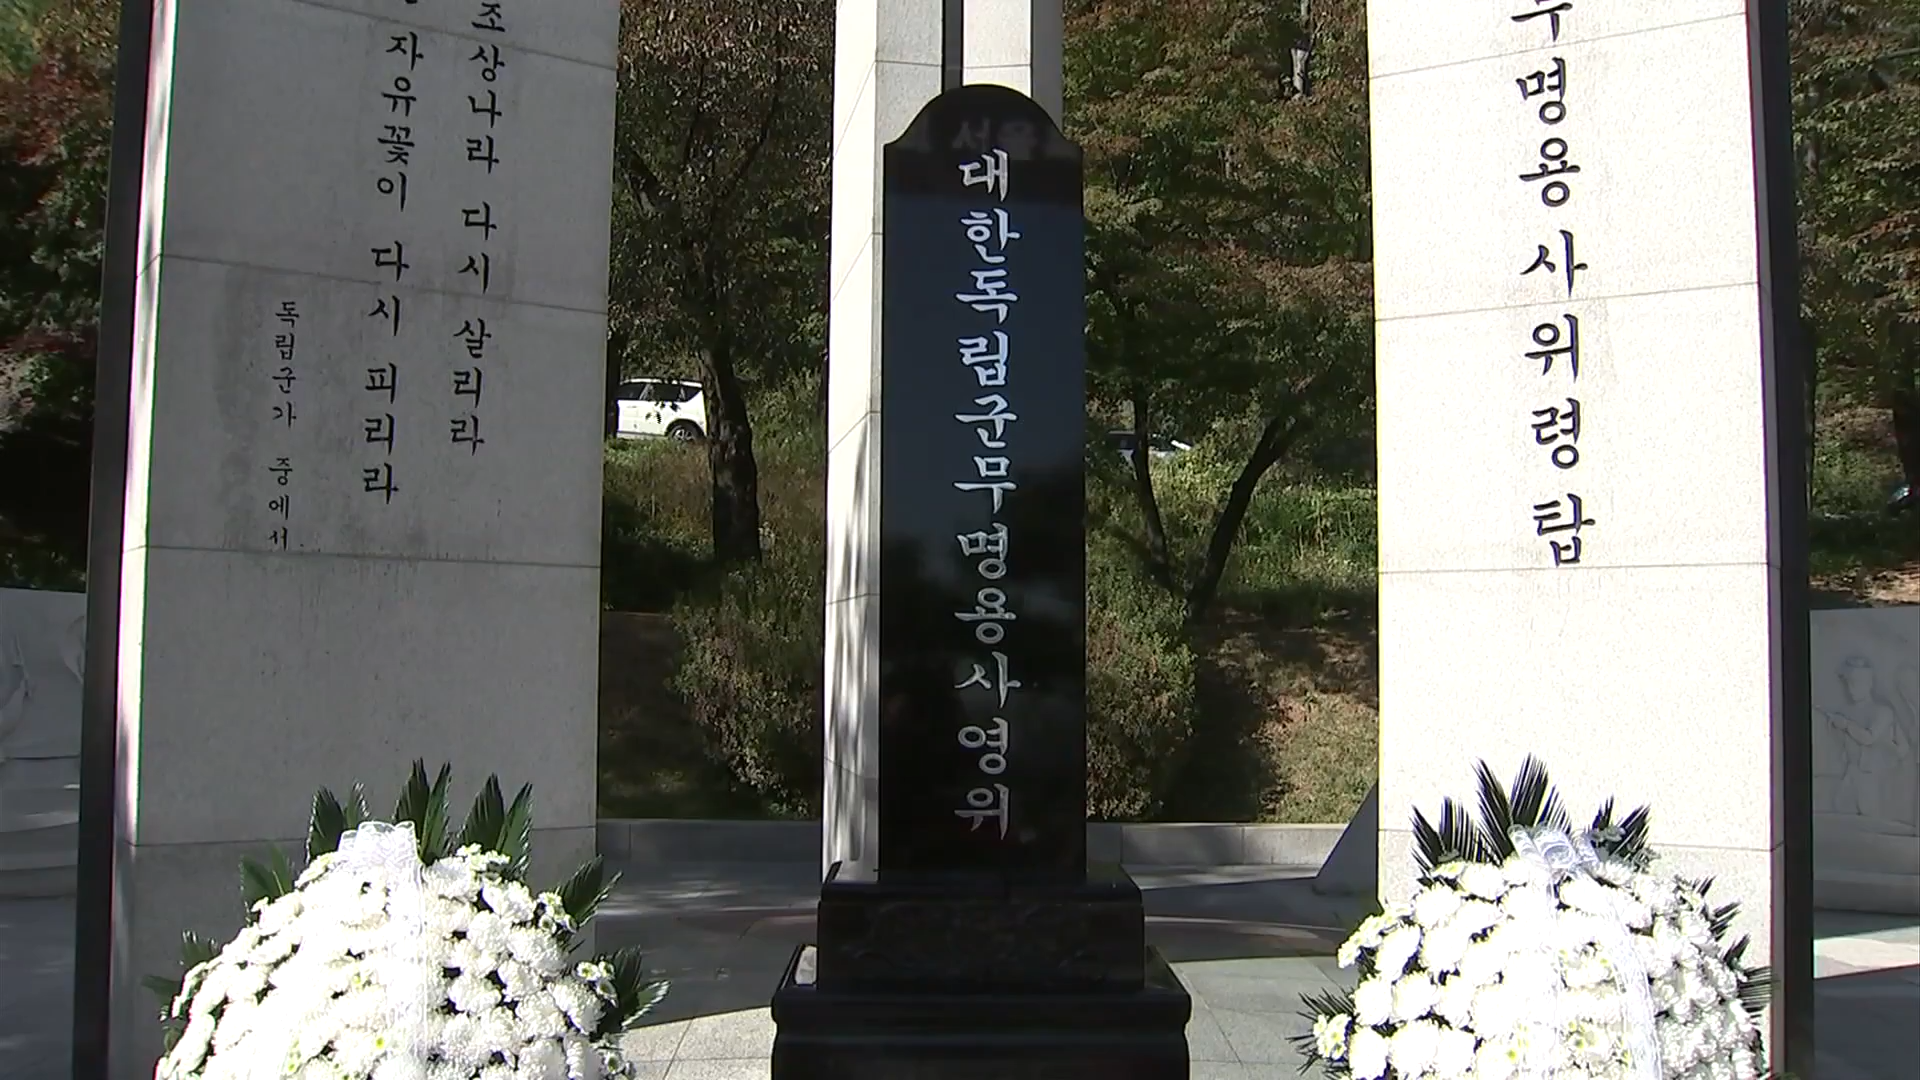 조상나라 다시 살리라
자유꽃이 다시 피리라
독립군가 중에서
대한독립군무명용사영위
무명용사위령탑